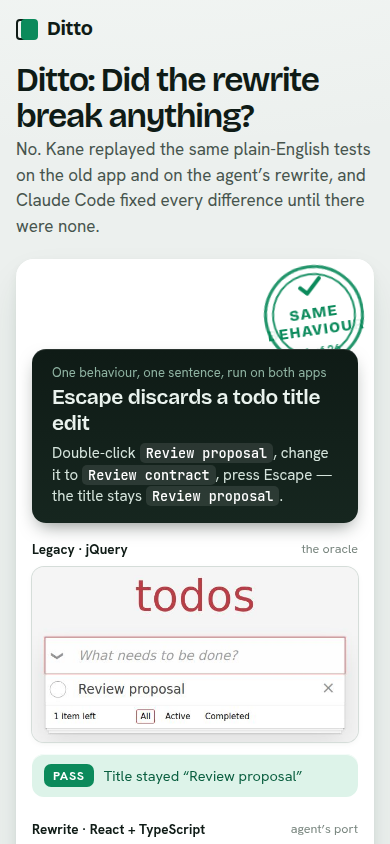 Ditto
Ditto: Did the rewrite
break anything?
No. Kane replayed the same plain-English tests
on the old app and on the agent’s rewrite, and
Claude Code fixed every difference until there
were none.
SAME
One behaviour, one sentence, run on both apps
Escape discards a todo title
edit
Double-click Review proposal, change
it to Review contract, press Escape —
the title stays Review proposal.
Legacy · jQuery the oracle
todos
What needs to be done?
Review proposal ✕
1 item left All Active Completed
PASS Title stayed “Review proposal”
Rewrite · React + TypeScript agent’s port